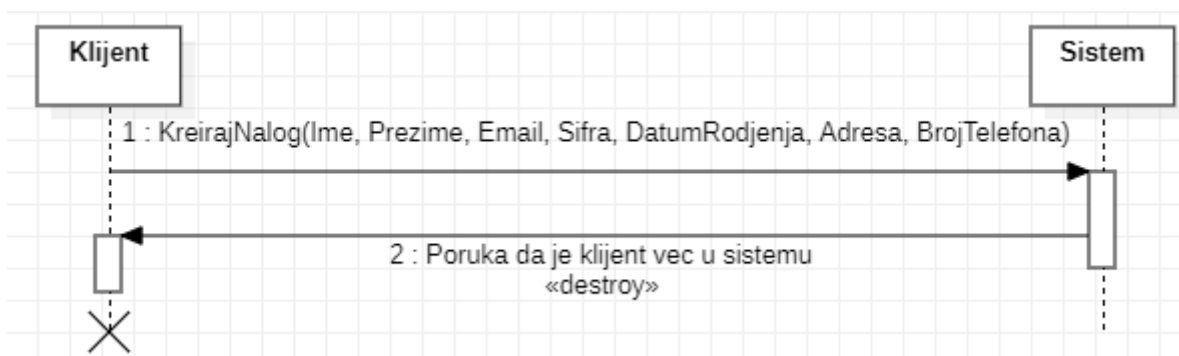 Klijent
Sistem
1 : KreirajNalog(Ime, Prezime, Email, Sifra, DatumRodjenja, Adresa, BrojTelefona)
2 : Poruka da je klijent vec u sistemu
«destroy»